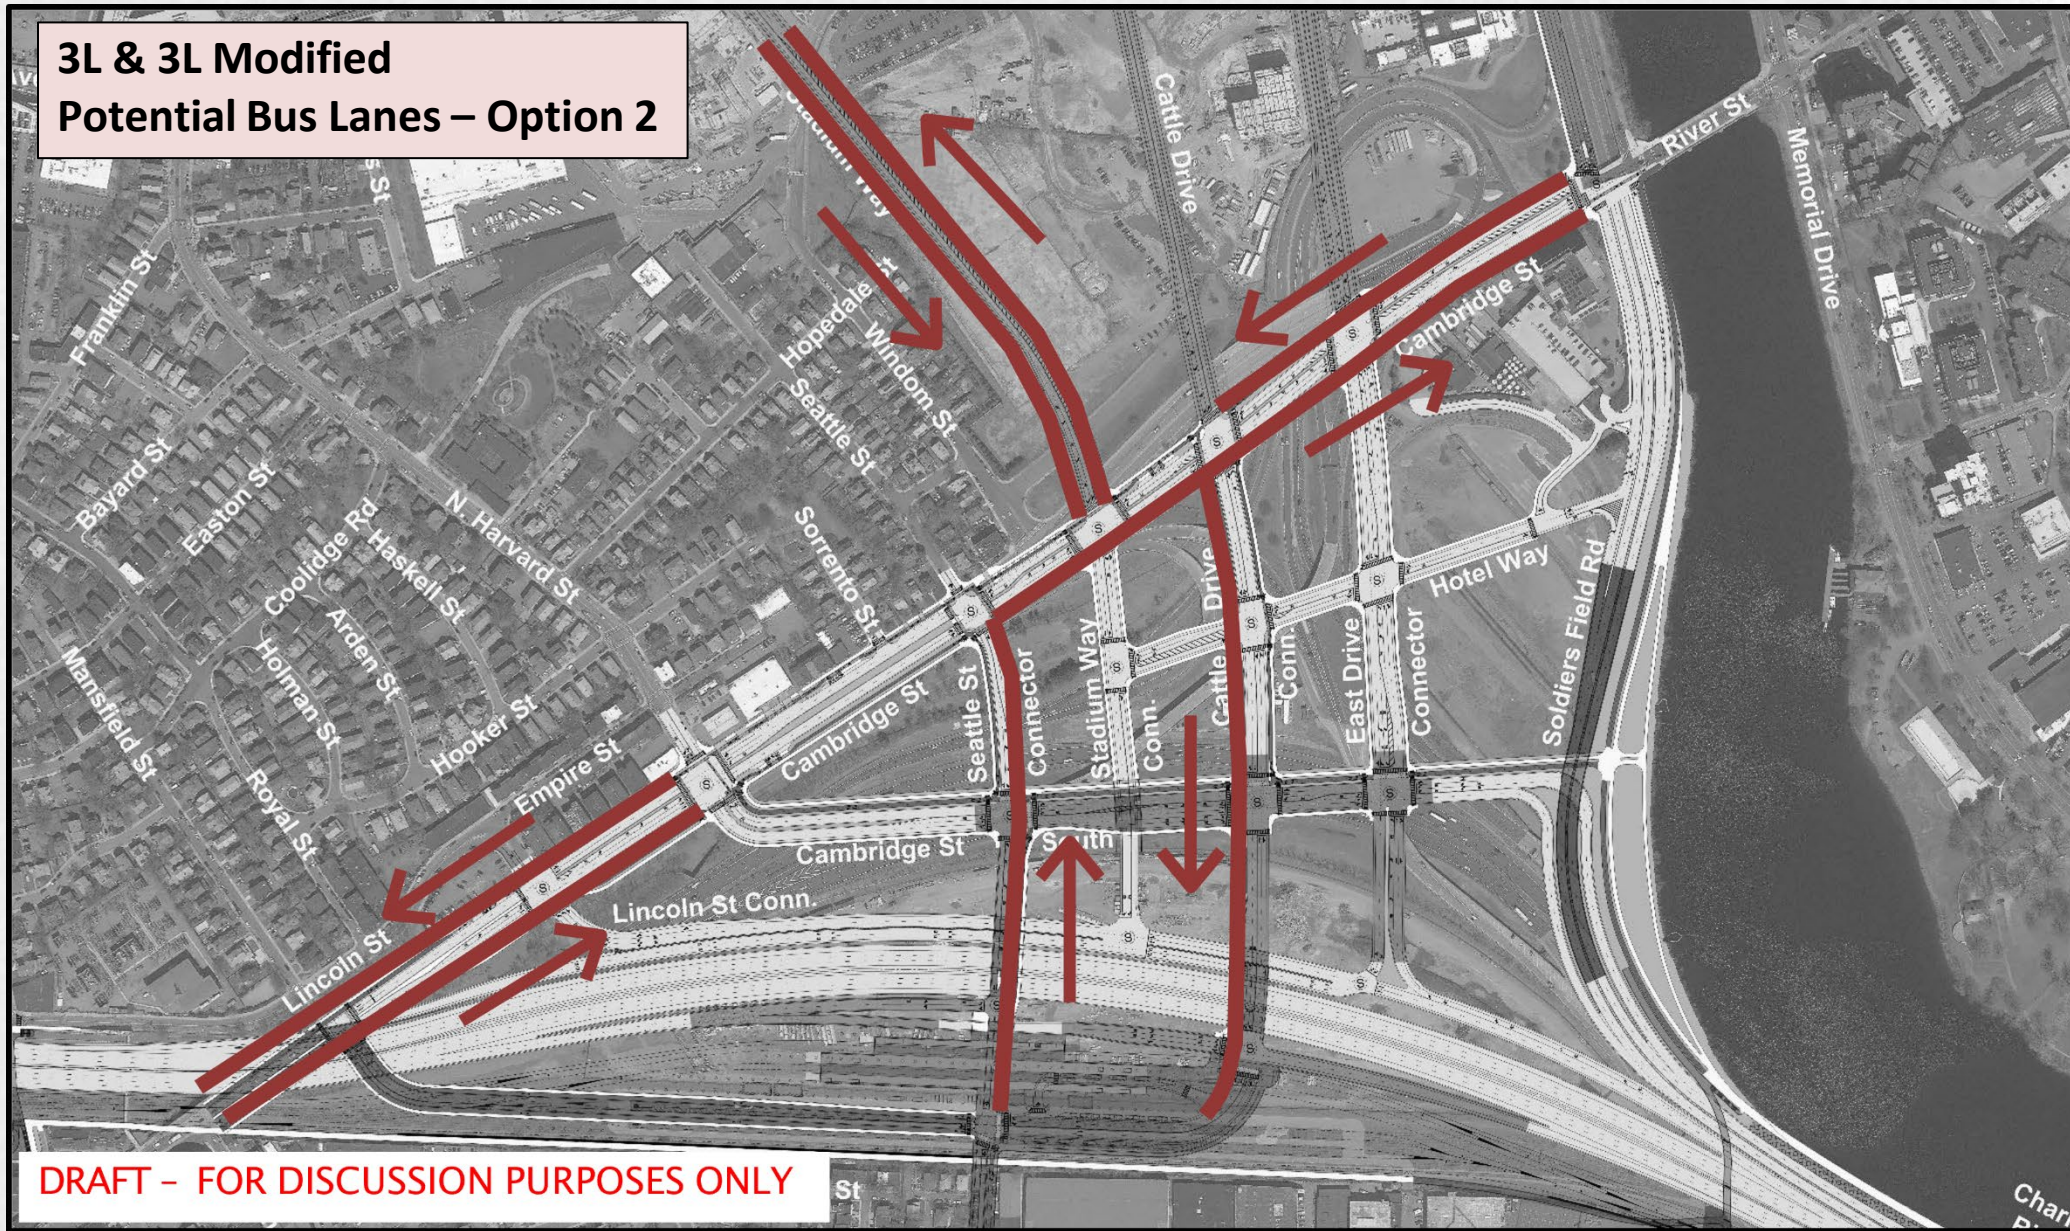 3L & 3L Modified
Potential Bus Lanes – Option 2
Stadium Way
Cattle Drive
River St
Memorial Drive
s St
Franklin St
Hopedale St
Windom St
Seattle St
Cambridge St
Bayard St
Easton St
Coolidge Rd
Haskell St
N. Harvard St
Sorrento St
Arden St
Holman St
Hooker St
Mansfield St
Royal St
Empire St
Cambridge St
Seattle St
Connector
Stadium Way
Conn.
Cattle
Drive
Conn.
East Drive
Connector
Hotel Way
Soldiers Field Rd
Cambridge St
South
Lincoln St Conn.
Lincoln St
DRAFT - FOR DISCUSSION PURPOSES ONLY
St